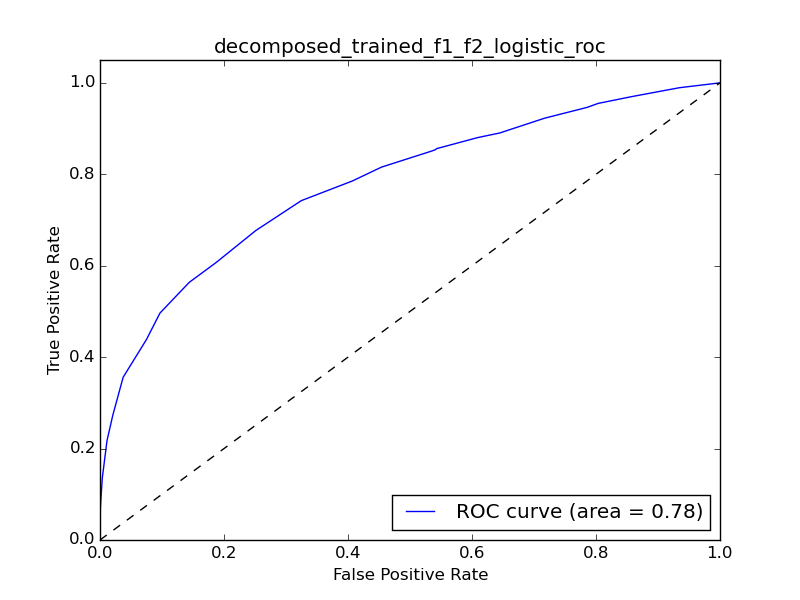 decomposed_trained_f1_f2_logistic_roc
1.0
0.8
0.6
0.4
0.2
0.0
True Positive Rate
ROC curve (area = 0.78)
0.0 0.2 0.4 0.6 0.8 1.0
False Positive Rate